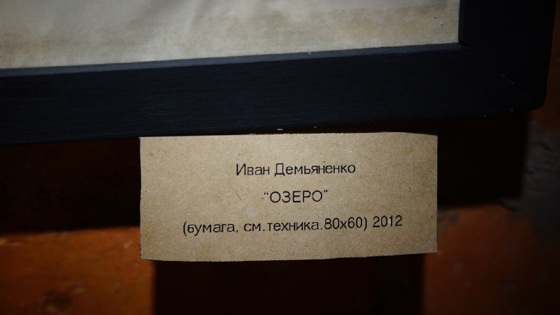 Иван Демьяненко
“ОЗЕРО”
(бумага, см.техника.80х60) 2012